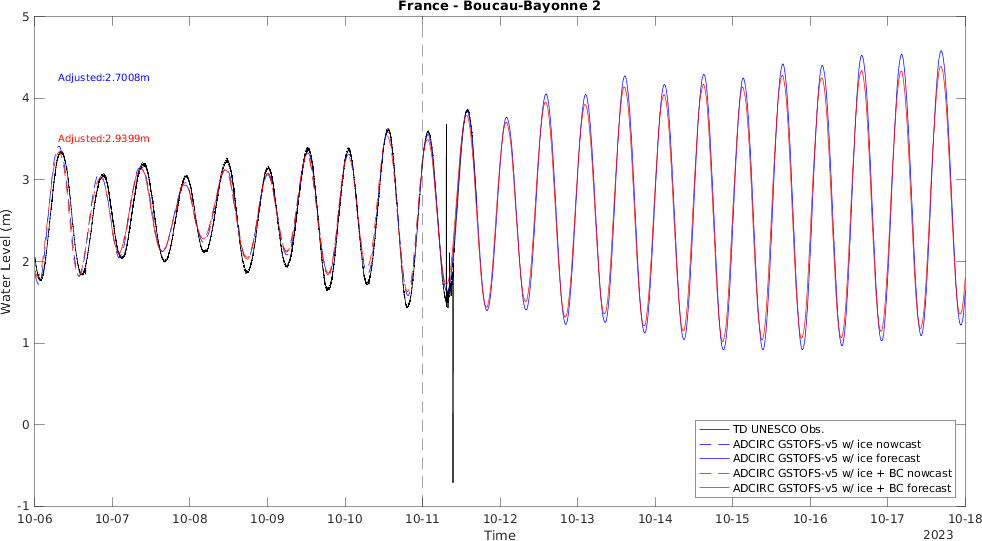 France - Boucau-Bayonne 2
5
4
3
2
1
0
-1
Water Level (m)
Adjusted:2.7008m
Adjusted:2.9399m
TD UNESCO Obs.
ADCIRC GSTOFS-v5 w/ ice nowcast
ADCIRC GSTOFS-v5 w/ ice forecast
ADCIRC GSTOFS-v5 w/ ice + BC nowcast
ADCIRC GSTOFS-v5 w/ ice + BC forecast
10-06 10-07 10-08 10-09 10-10 10-11 10-12 10-13 10-14 10-15 10-16 10-17 10-18
Time
2023